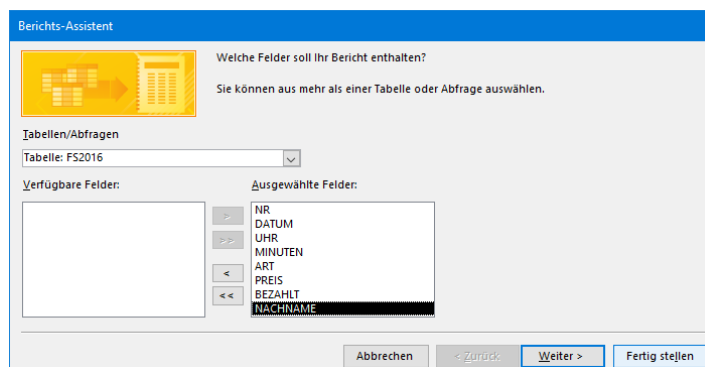 Berichts-Assistent
Welche Felder soll Ihr Bericht enthalten?
Sie können aus mehr als einer Tabelle oder Abfrage auswählen.
Tabellen/Abfragen
Tabelle: FS2016
Verfügbare Felder:
Ausgewählte Felder:
>
>>
<
<<
NR
DATUM
UHR
MINUTEN
ART
PREIS
BEZAHLT
NACHNAME
Abbrechen
< Zurück
Weiter >
Fertig stellen